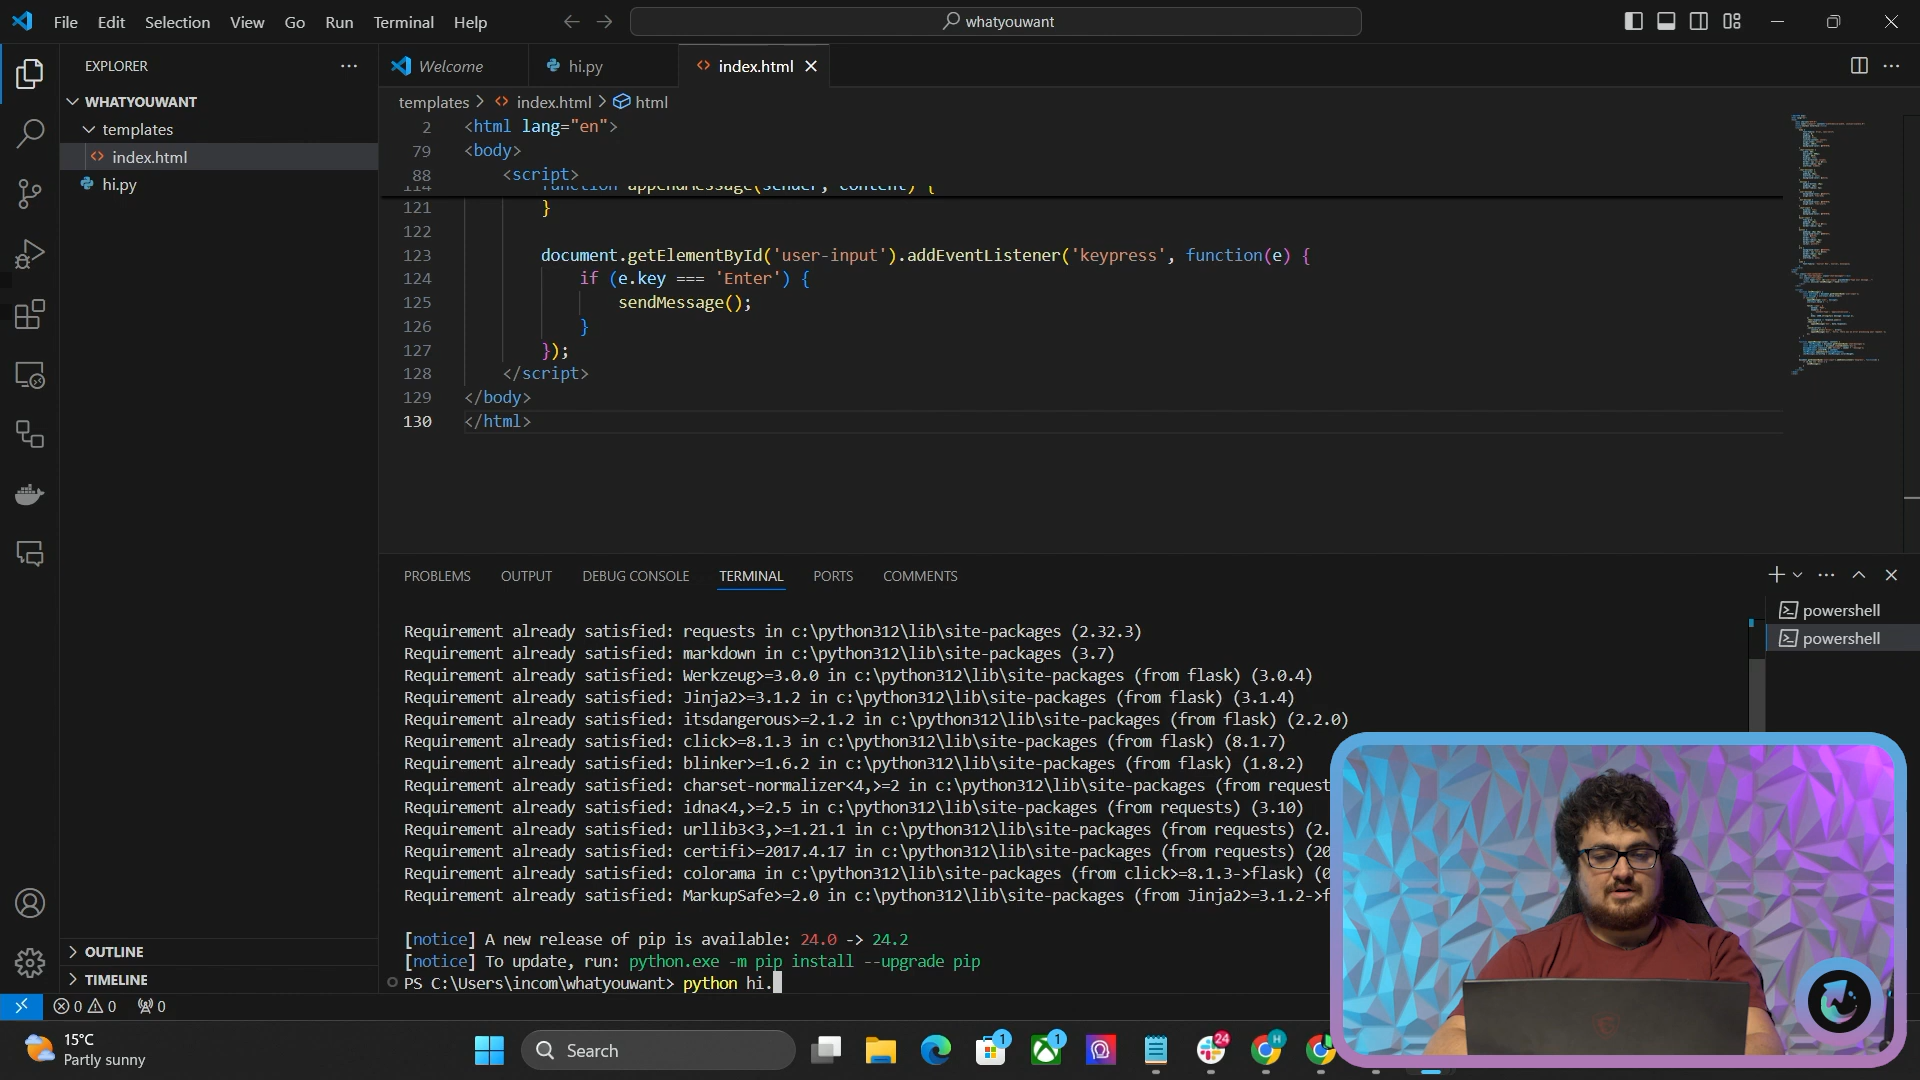 File Edit Selection View Go Run Terminal Help
whatyouwant
EXPLORER
WHATYOUWANT
templates
index.html
hi.py
OUTLINE
TIMELINE
Welcome
hi.py
index.html
templates > index.html > html
2 <html lang="en">
79 <body>
88 <script>
114 function appendMessage(sender, content) {
121 }
122
123 document.getElementById('user-input').addEventListener('keypress', function(e) {
124 if (e.key === 'Enter') {
125 sendMessage();
126 }
127 });
128 </script>
129 </body>
130 </html>
PROBLEMS OUTPUT DEBUG CONSOLE TERMINAL PORTS COMMENTS
powershell
powershell
Requirement already satisfied: requests in c:\python312\lib\site-packages (2.32.3)
Requirement already satisfied: markdown in c:\python312\lib\site-packages (3.7)
Requirement already satisfied: Werkzeug>=3.0.0 in c:\python312\lib\site-packages (from flask) (3.0.4)
Requirement already satisfied: Jinja2>=3.1.2 in c:\python312\lib\site-packages (from flask) (3.1.4)
Requirement already satisfied: itsdangerous>=2.1.2 in c:\python312\lib\site-packages (from flask) (2.2.0)
Requirement already satisfied: click>=8.1.3 in c:\python312\lib\site-packages (from flask) (8.1.7)
Requirement already satisfied: blinker>=1.6.2 in c:\python312\lib\site-packages (from flask) (1.8.2)
Requirement already satisfied: charset-normalizer<4,>=2 in c:\python312\lib\site-packages (from request
Requirement already satisfied: idna<4,>=2.5 in c:\python312\lib\site-packages (from requests) (3.10)
Requirement already satisfied: urllib3<3,>=1.21.1 in c:\python312\lib\site-packages (from requests) (2.
Requirement already satisfied: certifi>=2017.4.17 in c:\python312\lib\site-packages (from requests) (20
Requirement already satisfied: colorama in c:\python312\lib\site-packages (from click>=8.1.3->flask) (0
Requirement already satisfied: MarkupSafe>=2.0 in c:\python312\lib\site-packages (from Jinja2>=3.1.2->f
[notice] A new release of pip is available: 24.0 -> 24.2
[notice] To update, run: python.exe -m pip install --upgrade pip
PS C:\Users\incom\whatyouwant> python hi.
0 0 0
15°C
Partly sunny
Search
1
1
24
H